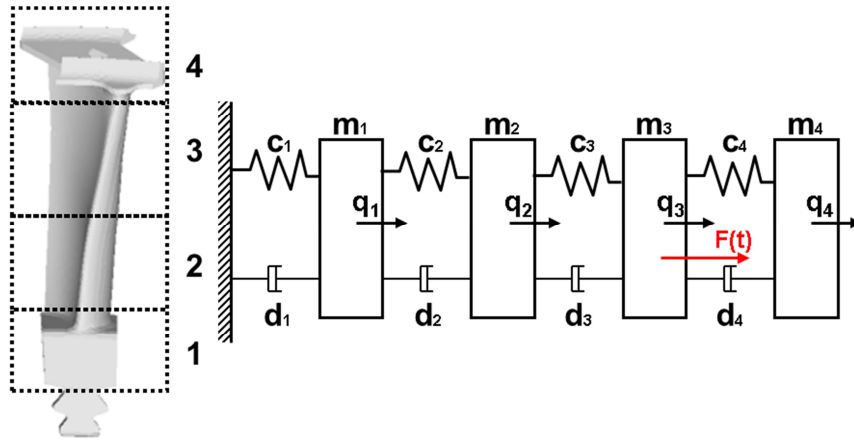 4
3
2
1
m₁ m₂ m₃ m₄
c₁ c₂ c₃ c₄
q₁ q₂ q₃ q₄
F(t)
d₁ d₂ d₃ d₄